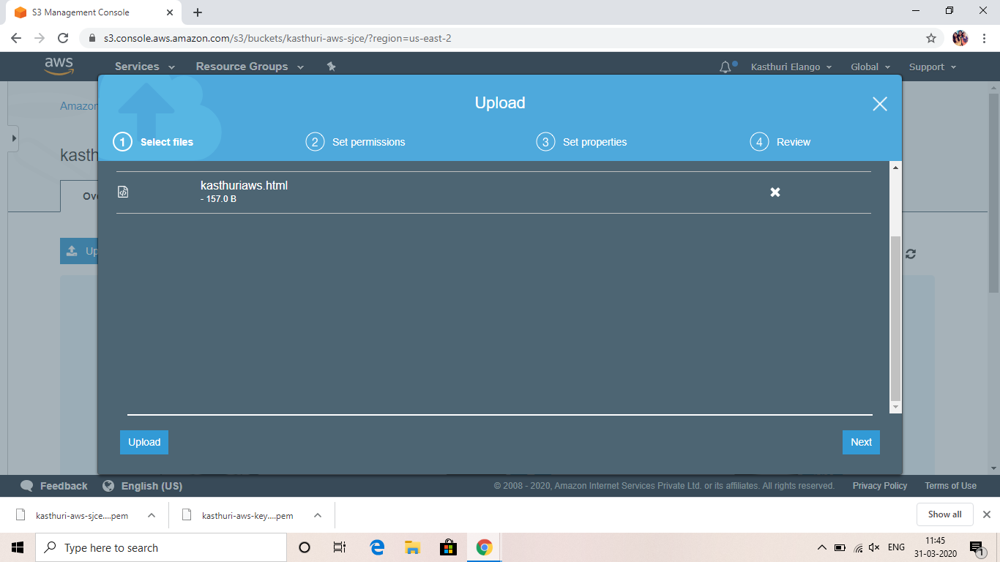 S3 Management Console
s3.console.aws.amazon.com/s3/buckets/kasthuri-aws-sjce/?region=us-east-2
aws
Services
Resource Groups
Kasthuri Elango
Global
Support
Amazon
Upload
1 Select files
2 Set permissions
3 Set properties
4 Review
kasth
Ove
Up
kasthuriaws.html
- 157.0 B
Upload
Next
Feedback
English (US)
© 2008 - 2020, Amazon Internet Services Private Ltd. or its affiliates. All rights reserved.
Privacy Policy
Terms of Use
kasthuri-aws-sjce....pem
kasthuri-aws-key....pem
Show all
Type here to search
ENG
11:45
31-03-2020
1